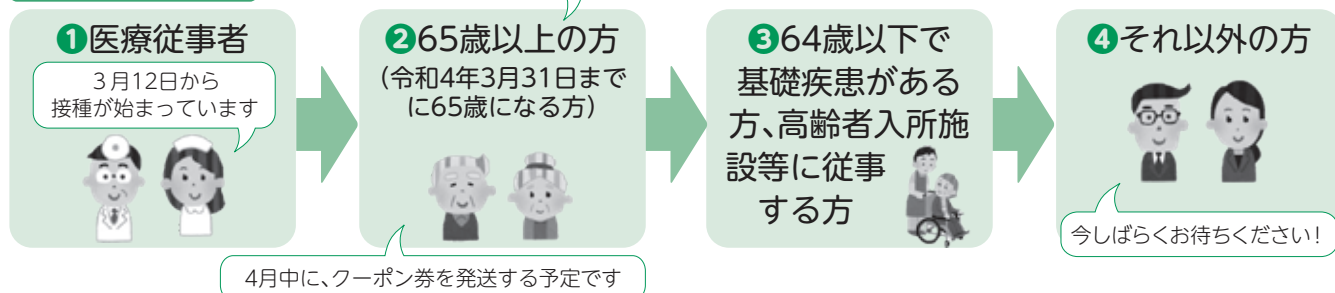 ❶医療従事者
３月12日から
接種が始まっています
❷65歳以上の方
（令和4年3月31日まで
に65歳になる方）
4月中に、クーポン券を発送する予定です
❸64歳以下で
基礎疾患がある
方、高齢者入所施
設等に従事
する方
❹それ以外の方
今しばらくお待ちください！